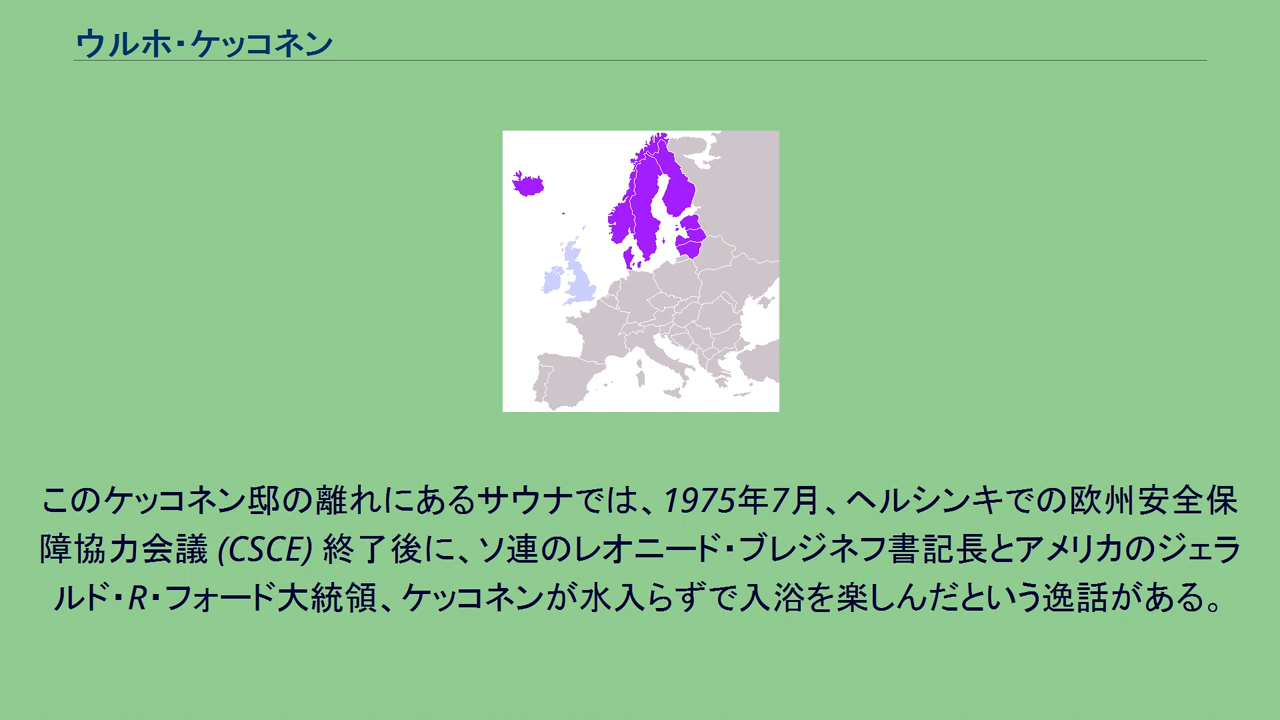 ウルホ・ケッコネン
このケッコネン邸の離れにあるサウナでは、1975年7月、ヘルシンキでの欧州安全保
障協力会議 (CSCE) 終了後に、ソ連のレオニード・ブレジネフ書記長とアメリカのジェラ
ルド・R・フォード大統領、ケッコネンが水入らずで入浴を楽しんだという逸話がある。